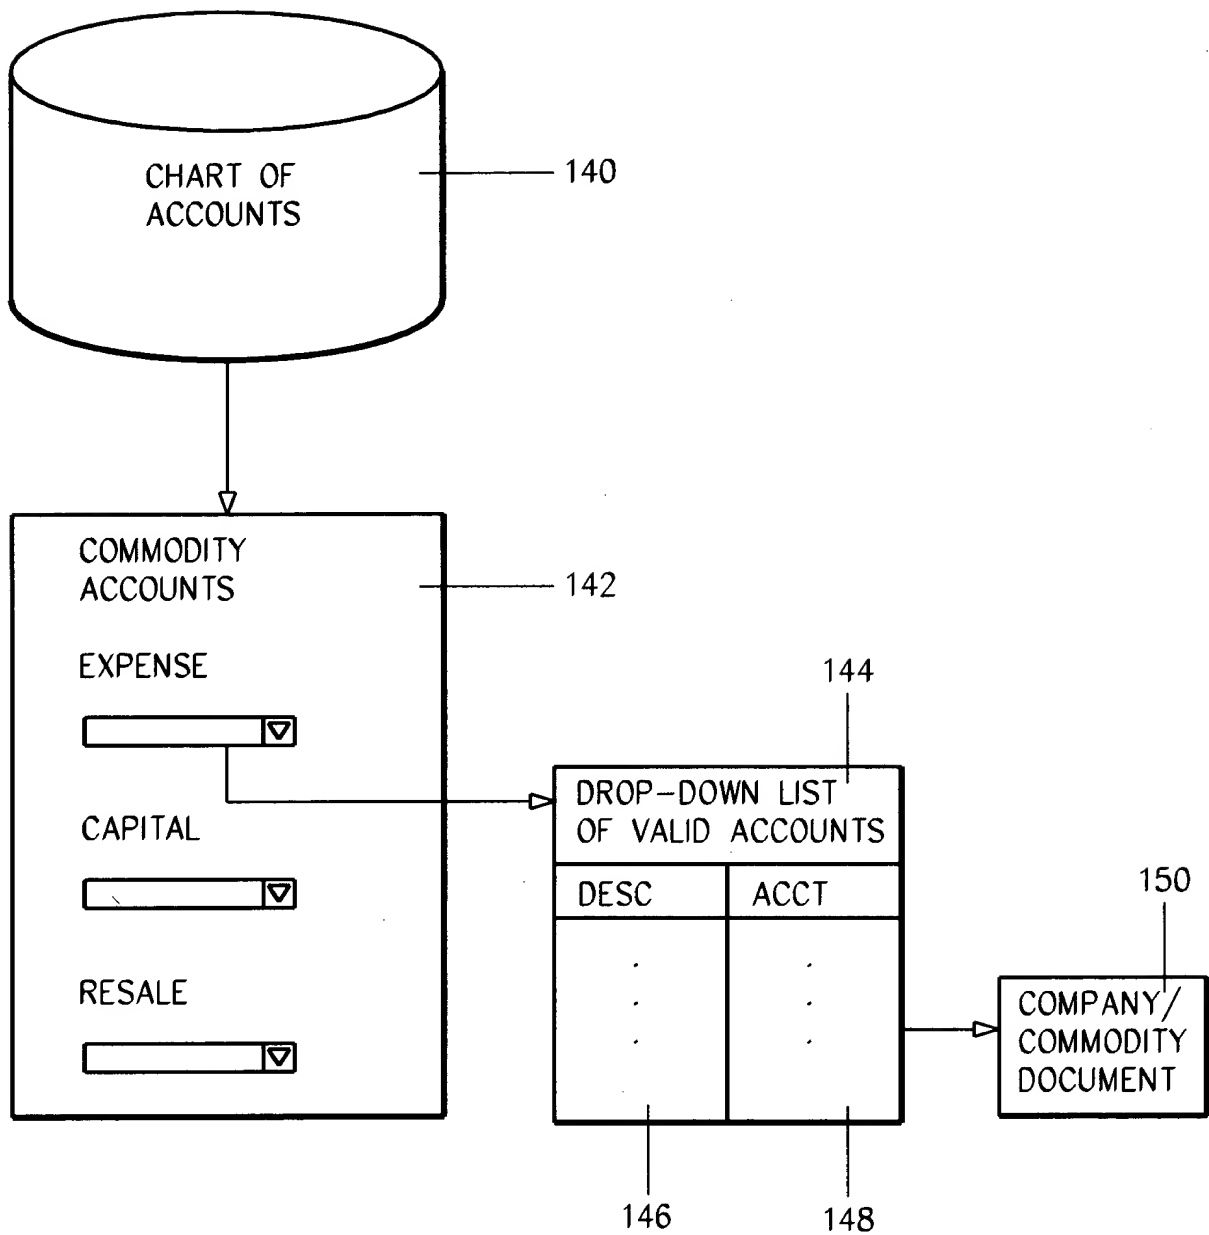 CHART OF
ACCOUNTS
140
COMMODITY
ACCOUNTS
142
EXPENSE
144
DROP-DOWN LIST
OF VALID ACCOUNTS
CAPITAL
DESC
ACCT
150
RESALE
COMPANY/
COMMODITY
DOCUMENT
146
148